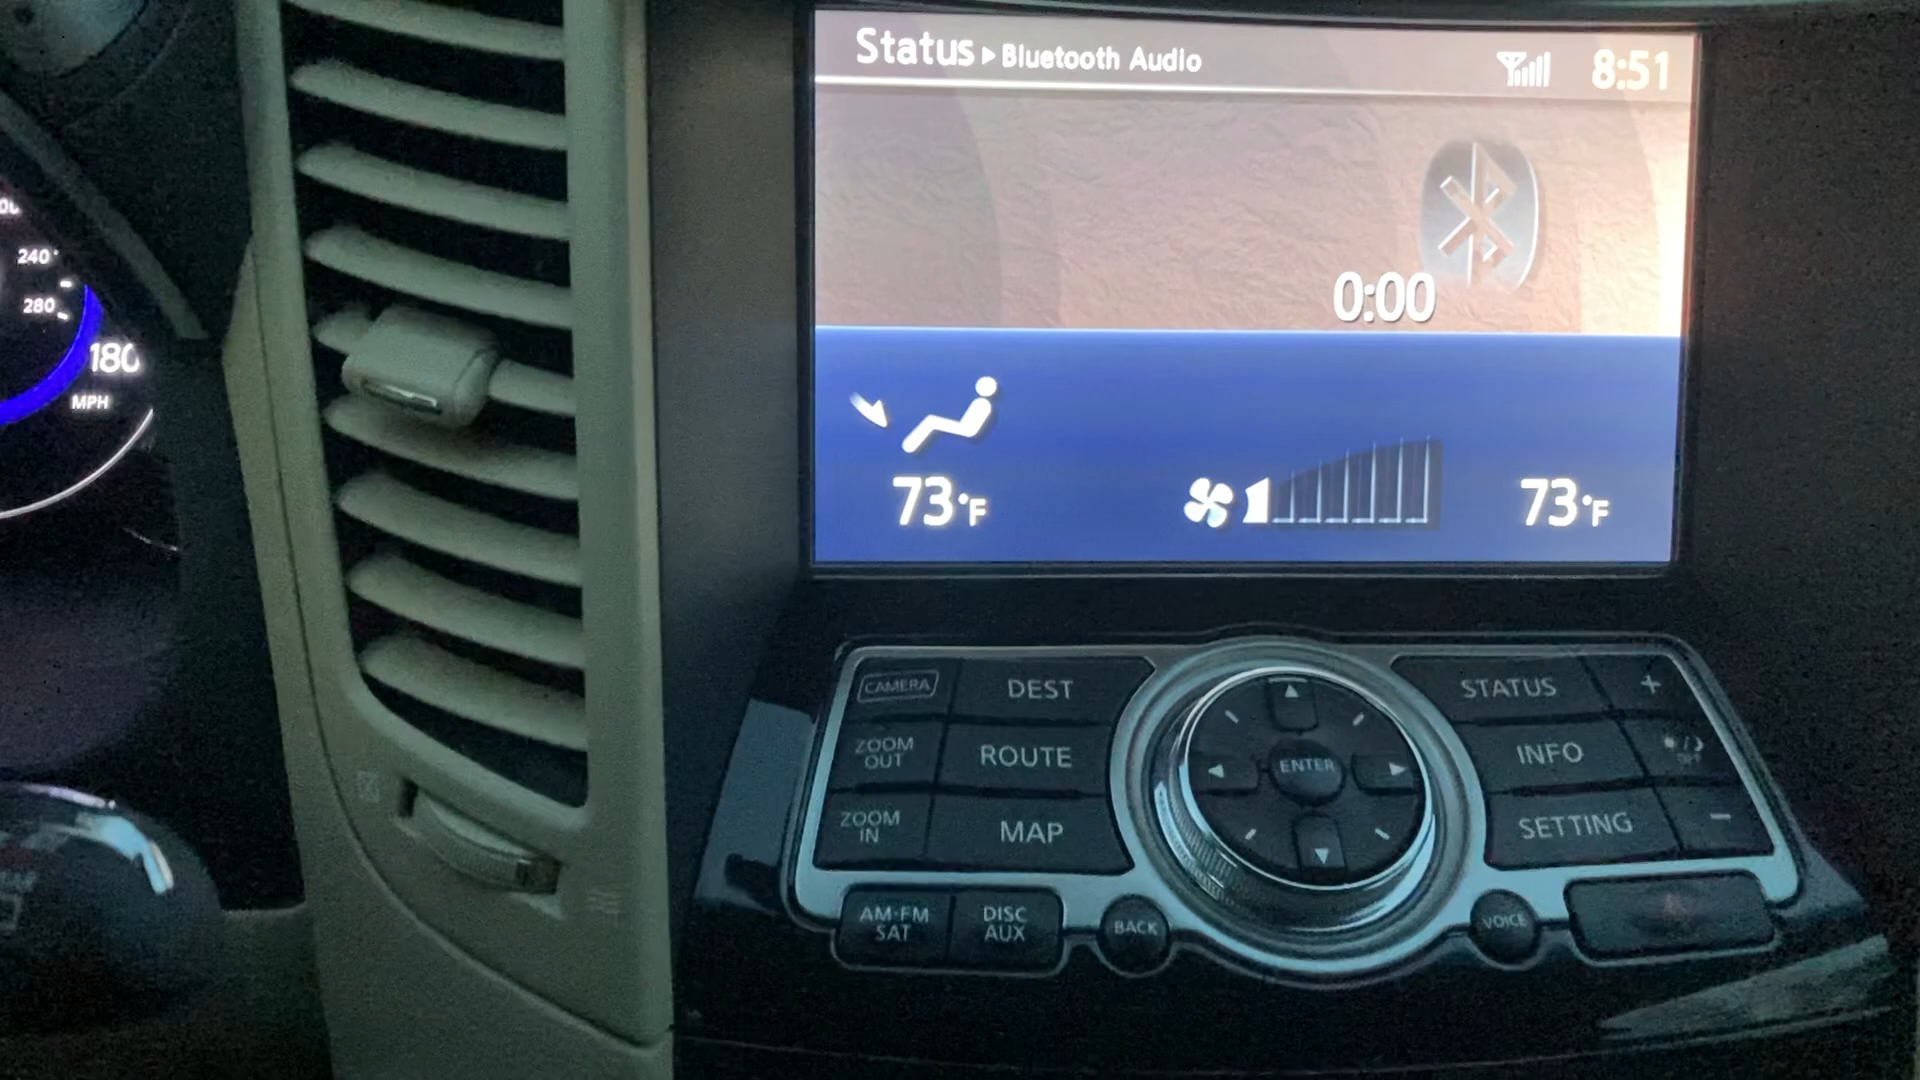 Status ▸ Bluetooth Audio
8:51
0:00
73°F
73°F
240
280
180
MPH
CAMERA
DEST
STATUS
+
ZOOM
OUT
ROUTE
ENTER
INFO
OFF
ZOOM
IN
MAP
SETTING
−
AM·FM
SAT
DISC
AUX
BACK
VOICE